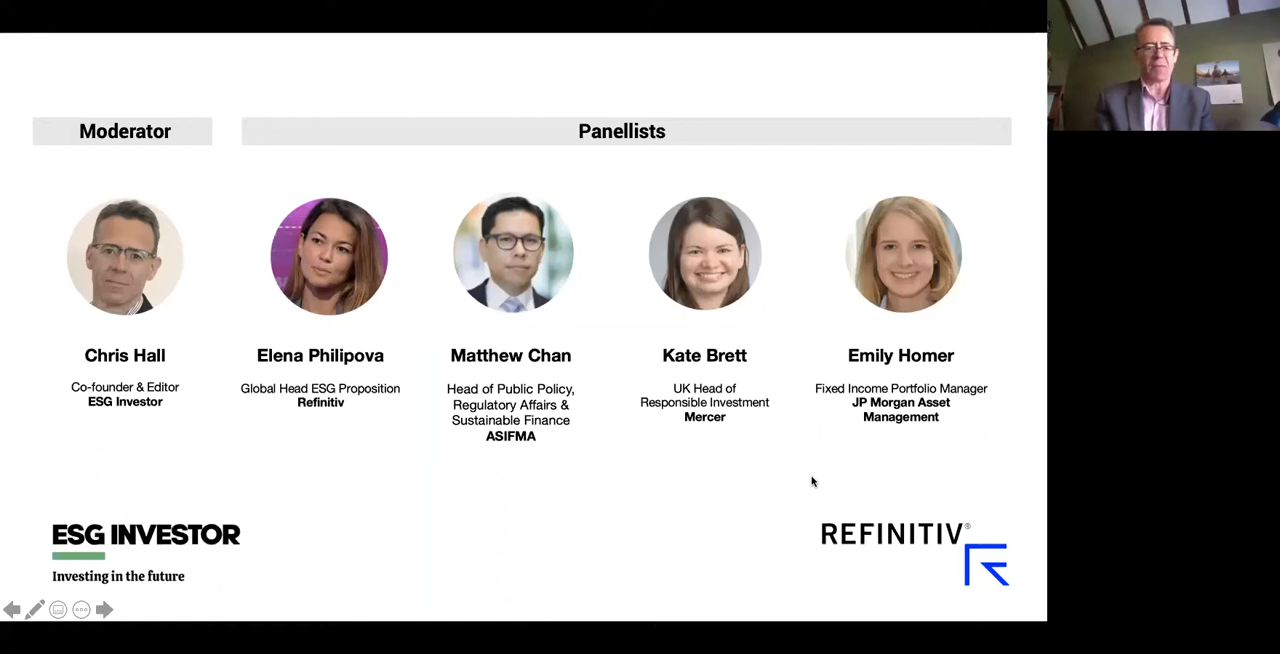 Moderator
Panellists
Chris Hall
Co-founder & Editor
ESG Investor
Elena Philipova
Global Head ESG Proposition
Refinitiv
Matthew Chan
Head of Public Policy,
Regulatory Affairs &
Sustainable Finance
ASIFMA
Kate Brett
UK Head of
Responsible Investment
Mercer
Emily Homer
Fixed Income Portfolio Manager
JP Morgan Asset
Management
ESG INVESTOR
Investing in the future
REFINITIV®